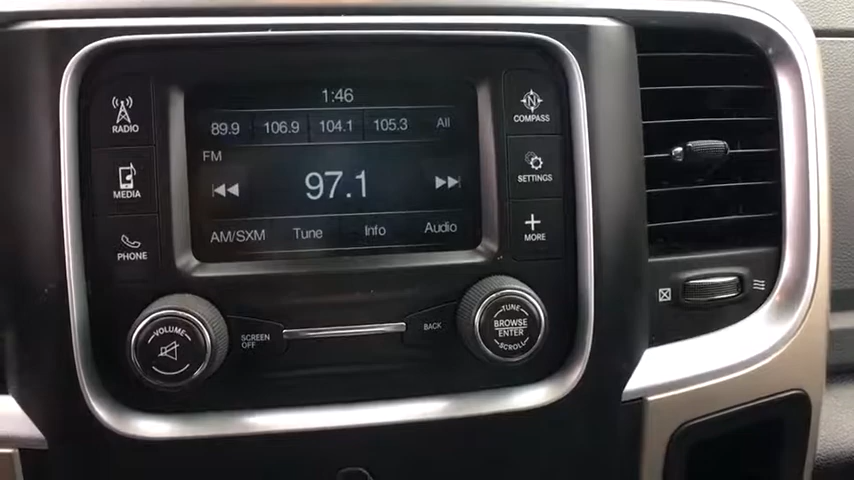 1:46
89.9 106.9 104.1 105.3 All
FM
97.1
AM/SXM Tune Info Audio
RADIO
MEDIA
PHONE
N
COMPASS
SETTINGS
MORE
VOLUME
SCREEN
OFF
BACK
TUNE
BROWSE
ENTER
SCROLL